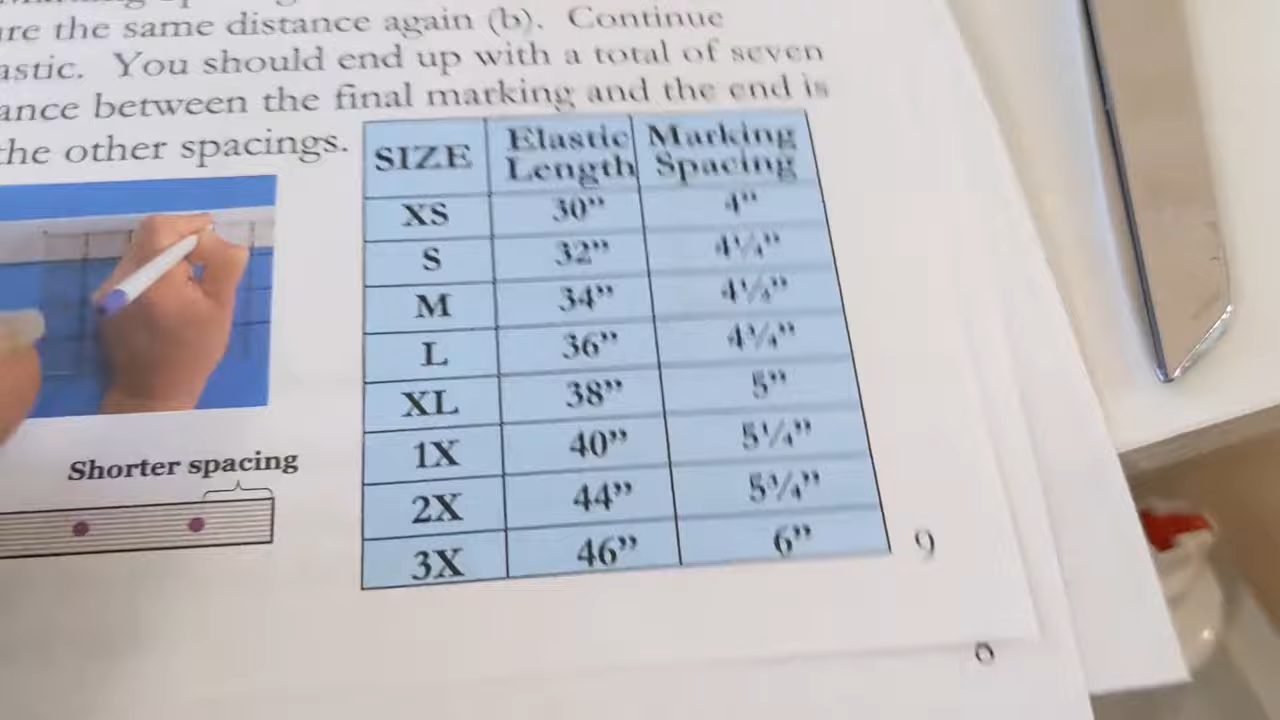 are the same distance again (b). Continue
astic. You should end up with a total of seven
ance between the final marking and the end is
the other spacings.
SIZE Elastic Length Marking Spacing
XS 30” 4”
S 32” 4¼”
M 34” 4½”
L 36” 4¾”
XL 38” 5”
1X 40” 5¼”
2X 44” 5¾”
3X 46” 6”
Shorter spacing
9